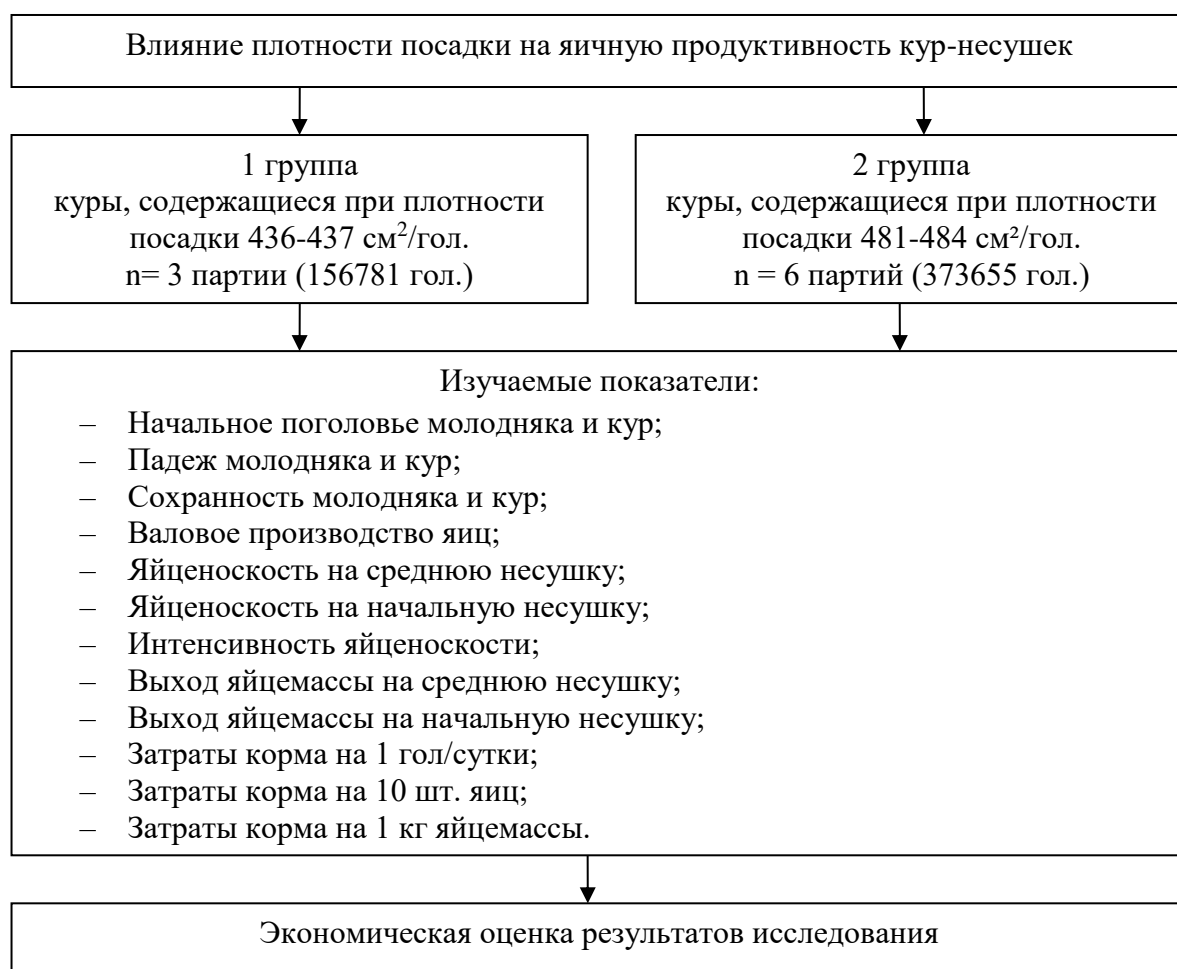 Влияние плотности посадки на яичную продуктивность кур-несушек
1 группа
куры, содержащиеся при плотности
посадки 436-437 см²/гол.
n= 3 партии (156781 гол.)
2 группа
куры, содержащиеся при плотности
посадки 481-484 см²/гол.
n = 6 партий (373655 гол.)
Изучаемые показатели:
– Начальное поголовье молодняка и кур;
– Падеж молодняка и кур;
– Сохранность молодняка и кур;
– Валовое производство яиц;
– Яйценоскость на среднюю несушку;
– Яйценоскость на начальную несушку;
– Интенсивность яйценоскости;
– Выход яйцемассы на среднюю несушку;
– Выход яйцемассы на начальную несушку;
– Затраты корма на 1 гол/сутки;
– Затраты корма на 10 шт. яиц;
– Затраты корма на 1 кг яйцемассы.
Экономическая оценка результатов исследования